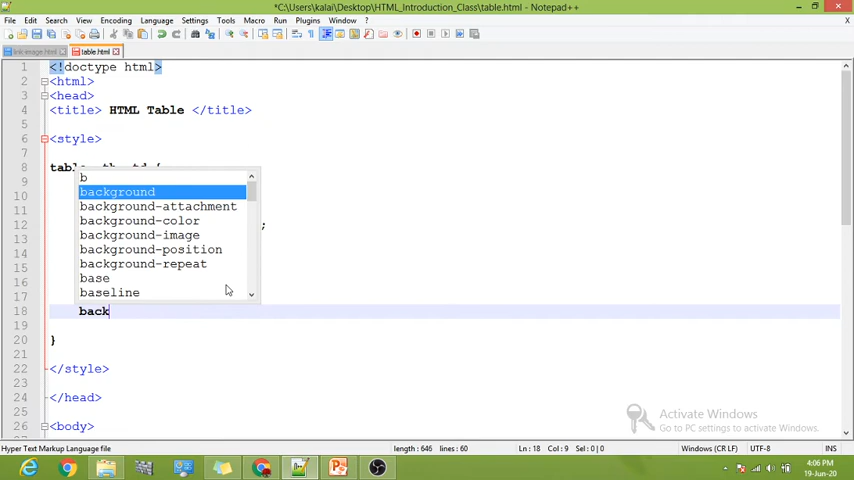 *C:\Users\kalai\Desktop\HTML_Introduction_Class\table.html - Notepad++
File Edit Search View Encoding Language Settings Tools Macro Run Plugins Window ?
X
link image.html
table.html
1 <!doctype html>
2 <html>
3 <head>
4 <title> HTML Table </title>
5
6 <style>
7
8 table, th, td {
9
10
11
12 ;
13
14
15
16
17
18 back
19
20 }
21
22 </style>
23
24 </head>
25
26 <body>
27
b
background
background-attachment
background-color
background-image
background-position
background-repeat
base
baseline
Activate Windows
Go to PC settings to activate Windows.
Hyper Text Markup Language file
length : 646 lines : 60
Ln : 18 Col : 9 Sel : 0 | 0
Windows (CR LF)
UTF-8
INS
4:06 PM
19-Jun-20